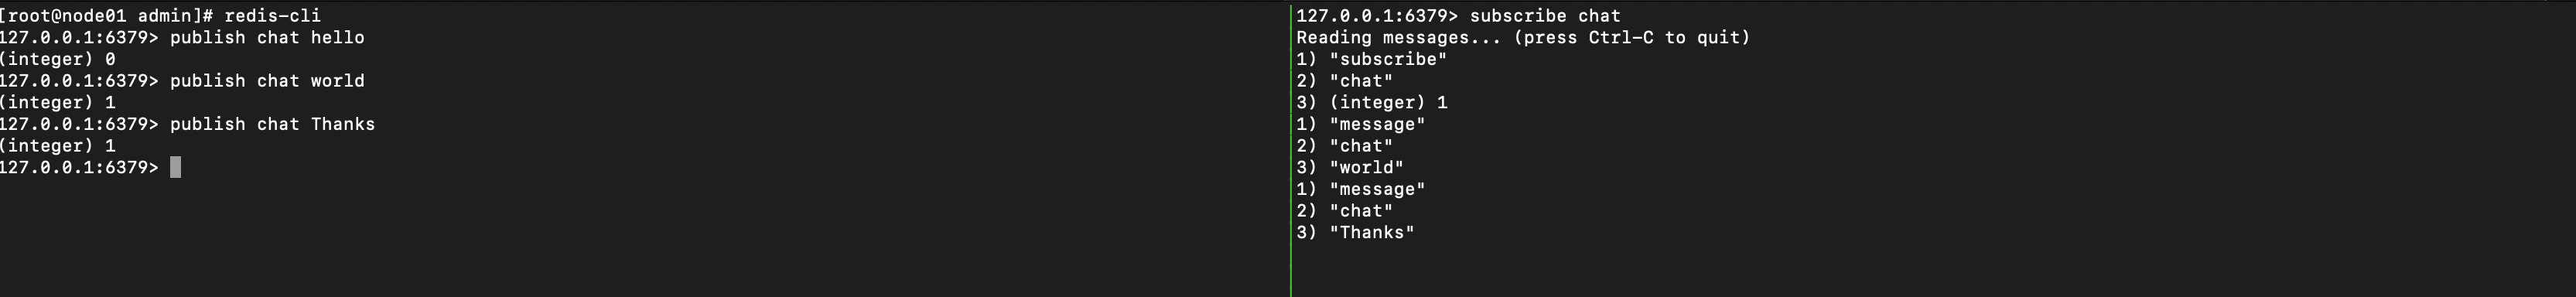 [root@node01 admin]# redis-cli
127.0.0.1:6379> publish chat hello
(integer) 0
127.0.0.1:6379> publish chat world
(integer) 1
127.0.0.1:6379> publish chat Thanks
(integer) 1
127.0.0.1:6379>
127.0.0.1:6379> subscribe chat
Reading messages... (press Ctrl-C to quit)
1) "subscribe"
2) "chat"
3) (integer) 1
1) "message"
2) "chat"
3) "world"
1) "message"
2) "chat"
3) "Thanks"